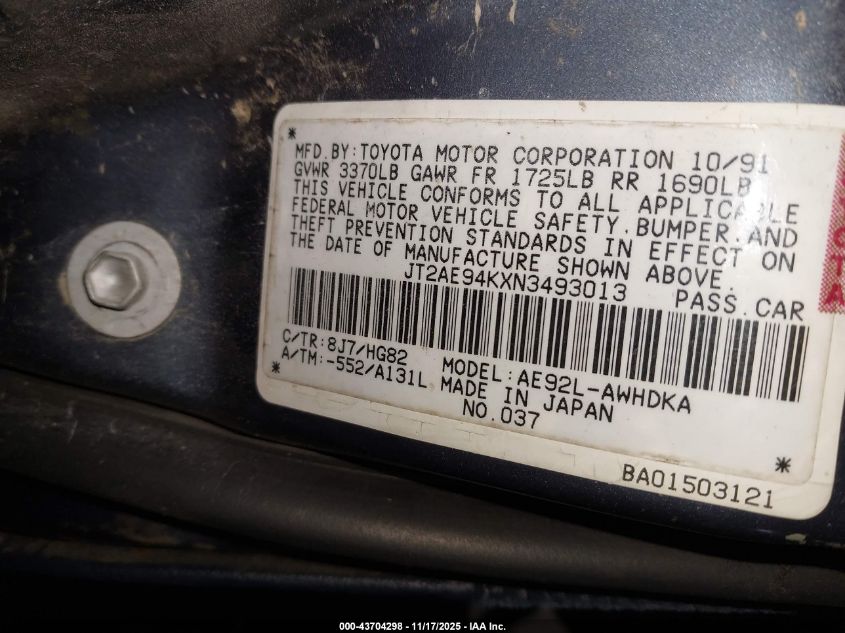 *
MFD.BY:TOYOTA MOTOR CORPORATION 10/91
GVWR 3370LB GAWR FR 1725LB RR 1690LB
THIS VEHICLE CONFORMS TO ALL APPLICABLE
FEDERAL MOTOR VEHICLE SAFETY,BUMPER,AND
THEFT PREVENTION STANDARDS IN EFFECT ON
THE DATE OF MANUFACTURE SHOWN ABOVE.
JT2AE94KXN3493013 PASS.CAR
C/TR:8J7/HG82 MODEL:AE92L-AWHDKA
A/TM:-552/A131L MADE IN JAPAN
* NO.037
*
BA01503121
000-43704298 - 11/17/2025 - IAA Inc.